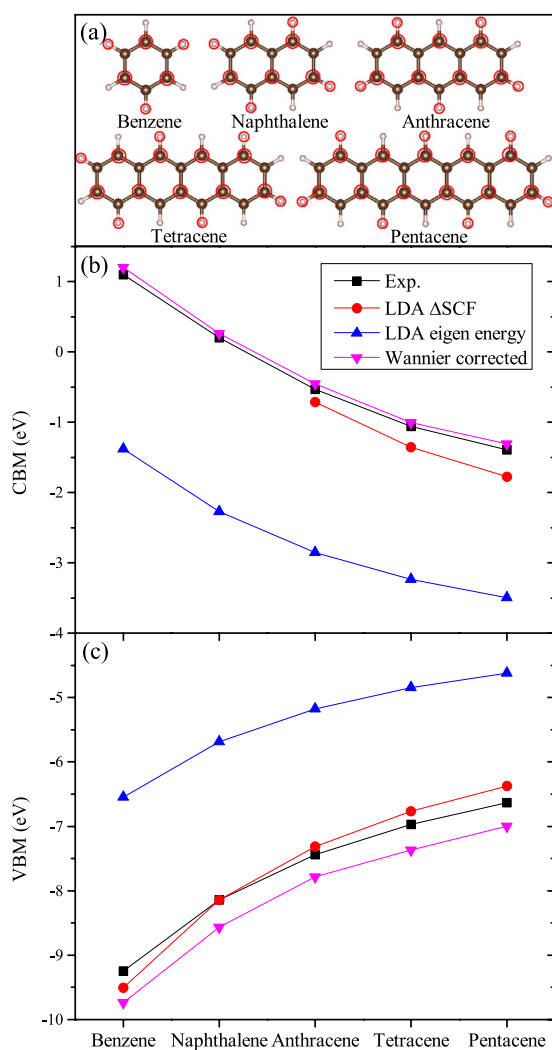 (a)
Benzene Naphthalene Anthracene
Tetracene Pentacene
(b)
Exp.
LDA ΔSCF
LDA eigen energy
Wannier corrected
1
0
-1
-2
-3
-4
CBM (eV)
(c)
-5
-6
-7
-8
-9
-10
VBM (eV)
Benzene Naphthalene Anthracene Tetracene Pentacene